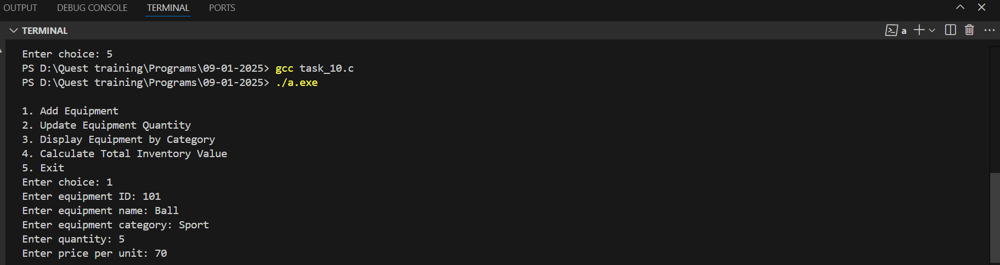 OUTPUT DEBUG CONSOLE TERMINAL PORTS
TERMINAL
a
Enter choice: 5
PS D:\Quest training\Programs\09-01-2025> gcc task_10.c
PS D:\Quest training\Programs\09-01-2025> ./a.exe
1. Add Equipment
2. Update Equipment Quantity
3. Display Equipment by Category
4. Calculate Total Inventory Value
5. Exit
Enter choice: 1
Enter equipment ID: 101
Enter equipment name: Ball
Enter equipment category: Sport
Enter quantity: 5
Enter price per unit: 70